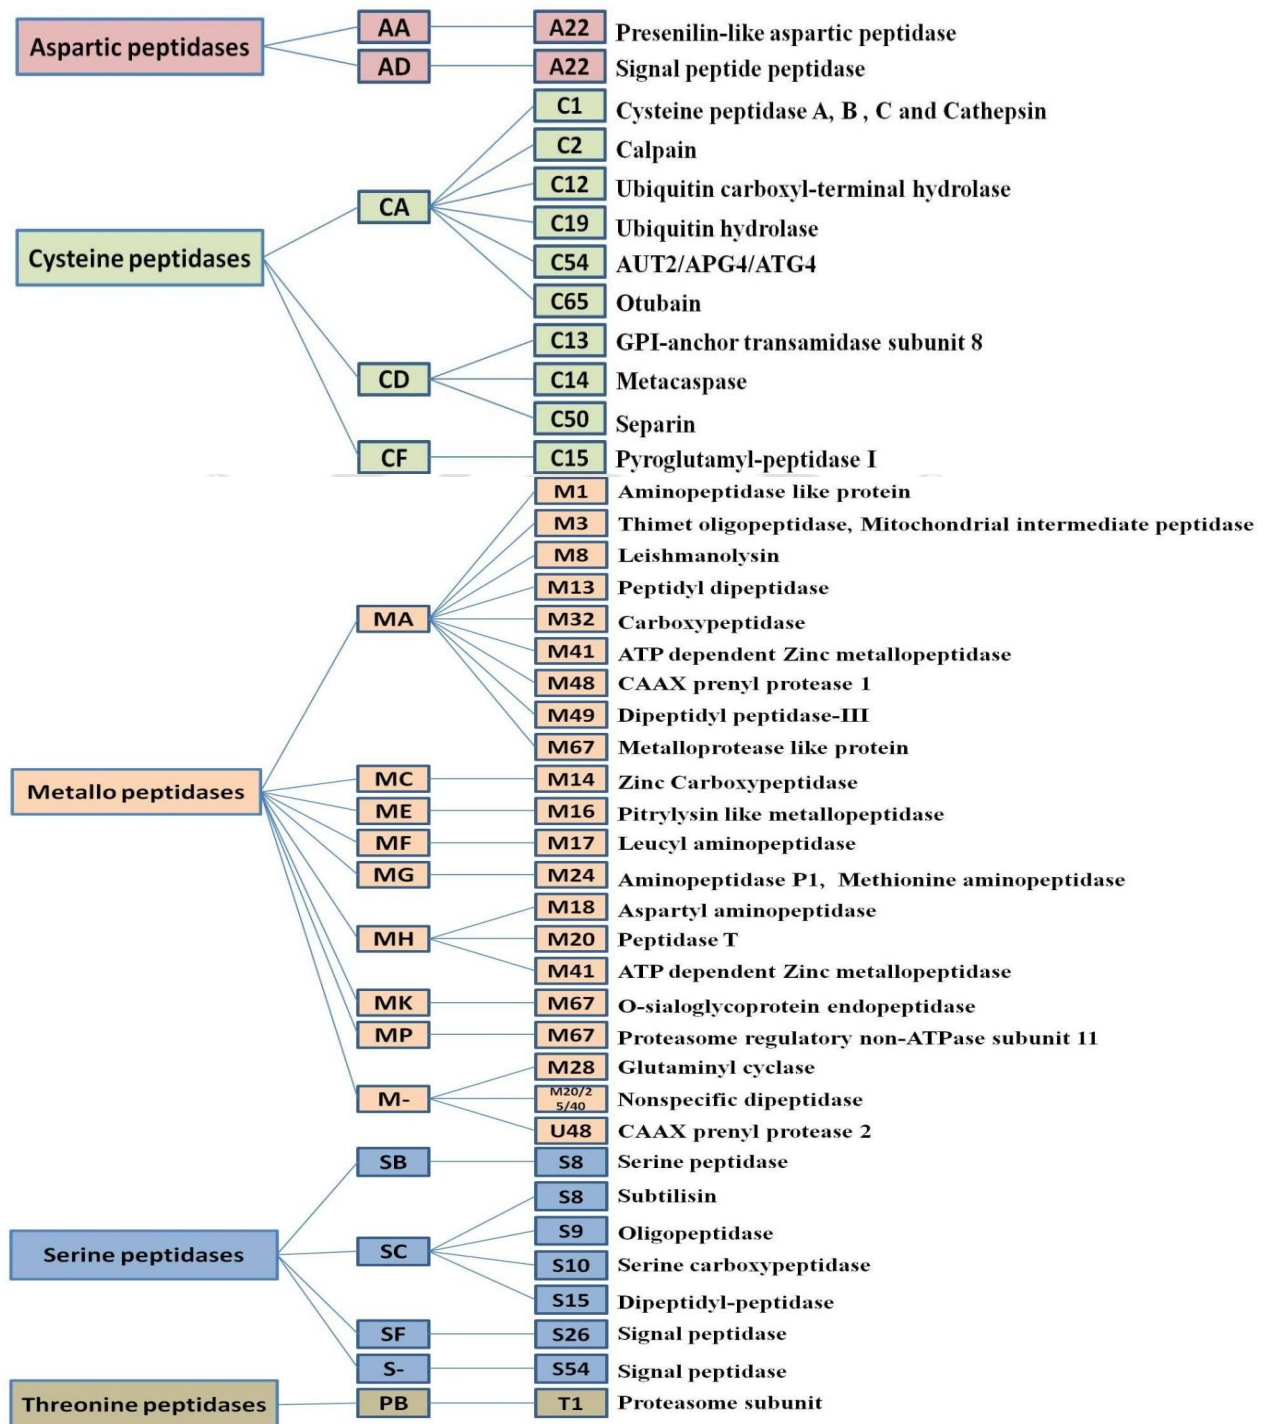 Aspartic peptidases
AA
A22
Presenilin-like aspartic peptidase
AD
A22
Signal peptide peptidase
Cysteine peptidases
CA
C1
Cysteine peptidase A, B , C and Cathepsin
C2
Calpain
C12
Ubiquitin carboxyl-terminal hydrolase
C19
Ubiquitin hydrolase
C54
AUT2/APG4/ATG4
C65
Otubain
CD
C13
GPI-anchor transamidase subunit 8
C14
Metacaspase
C50
Separin
CF
C15
Pyroglutamyl-peptidase I
Metallo peptidases
MA
M1
Aminopeptidase like protein
M3
Thimet oligopeptidase, Mitochondrial intermediate peptidase
M8
Leishmanolysin
M13
Peptidyl dipeptidase
M32
Carboxypeptidase
M41
ATP dependent Zinc metallopeptidase
M48
CAAX prenyl protease 1
M49
Dipeptidyl peptidase-III
M67
Metalloprotease like protein
MC
M14
Zinc Carboxypeptidase
ME
M16
Pitrylysin like metallopeptidase
MF
M17
Leucyl aminopeptidase
MG
M24
Aminopeptidase P1, Methionine aminopeptidase
MH
M18
Aspartyl aminopeptidase
M20
Peptidase T
M41
ATP dependent Zinc metallopeptidase
MK
M67
O-sialoglycoprotein endopeptidase
MP
M67
Proteasome regulatory non-ATPase subunit 11
M-
M28
Glutaminyl cyclase
M20/2
5/40
Nonspecific dipeptidase
U48
CAAX prenyl protease 2
Serine peptidases
SB
S8
Serine peptidase
SC
S8
Subtilisin
S9
Oligopeptidase
S10
Serine carboxypeptidase
S15
Dipeptidyl-peptidase
SF
S26
Signal peptidase
S-
S54
Signal peptidase
Threonine peptidases
PB
T1
Proteasome subunit